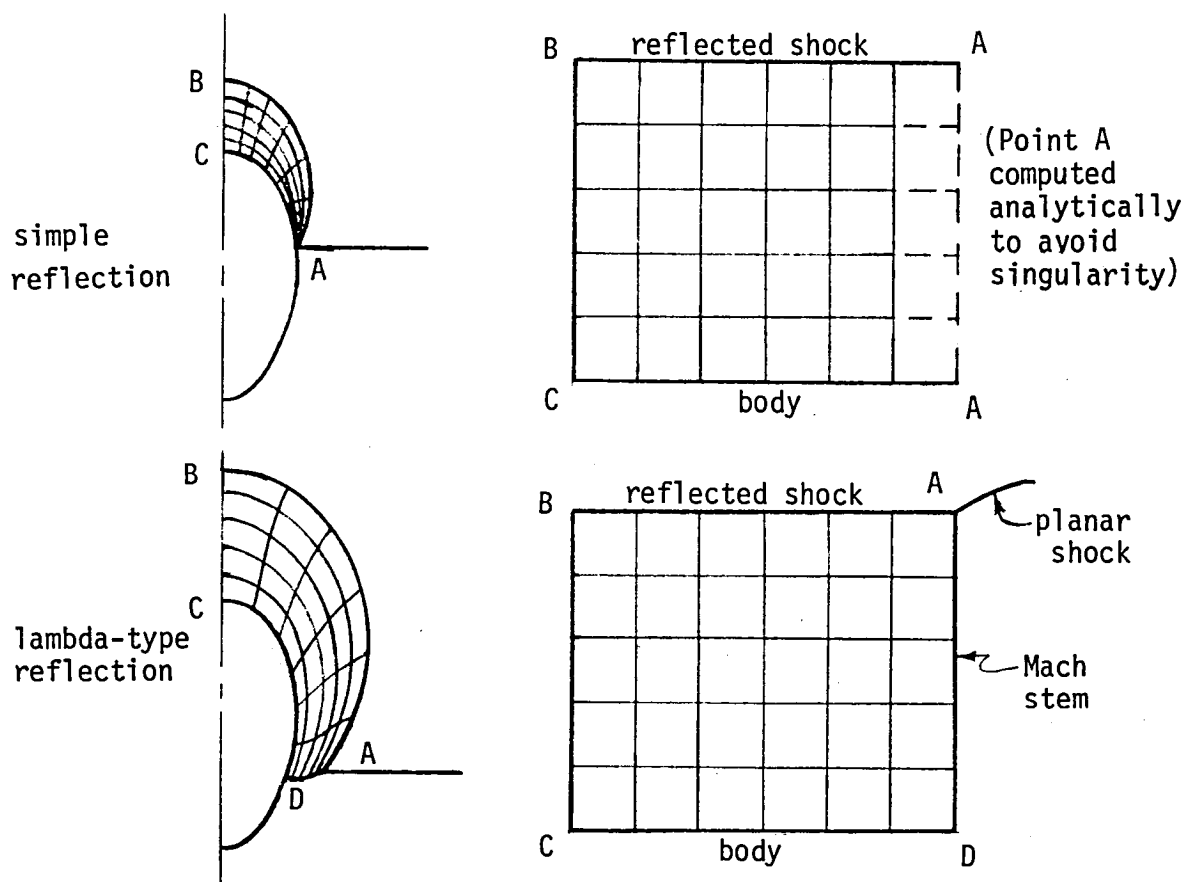 B
C
simple
reflection
A
B
reflected shock
A
(Point A
computed
analytically
to avoid
singularity)
C
body
A
B
C
lambda-type
reflection
A
D
B
reflected shock
A
planar
shock
Mach
stem
C
body
D